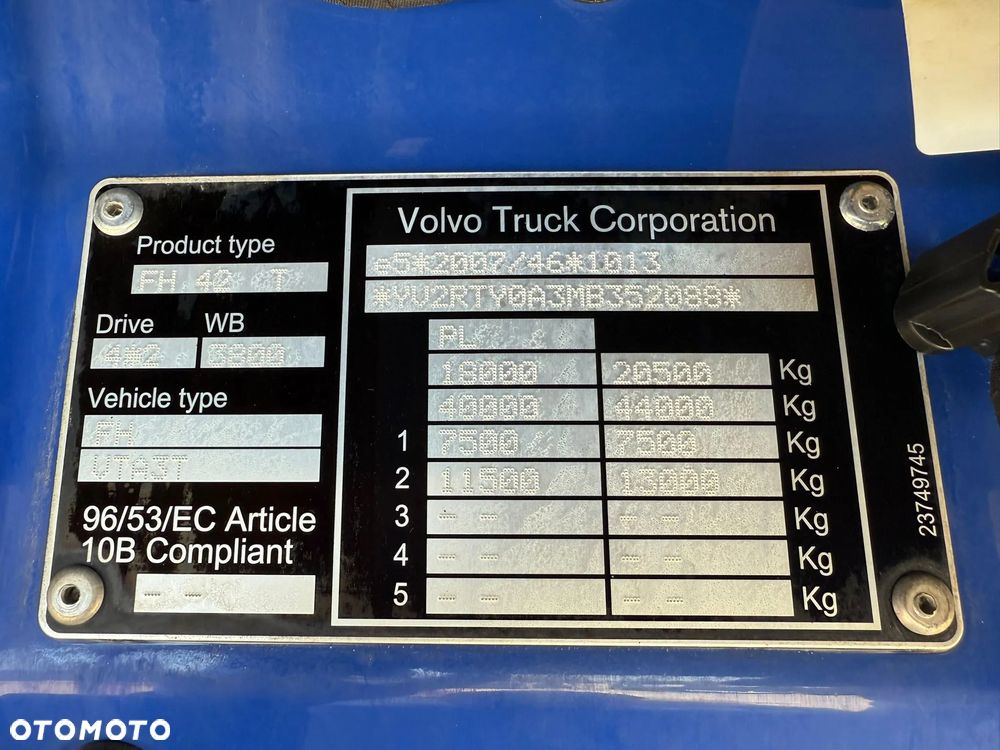 Volvo Truck Corporation
Product type
FH 42 T
e5*2007/46*1013
*YV2RTY0A3MB352088*
Drive WB
4*2 3800
PL
18000 20500 Kg
40000 44000 Kg
Vehicle type
FH
VTA3T
1 7500 7500 Kg
2 11500 13000 Kg
3 -- -- -- -- Kg
4 -- -- -- -- Kg
5 -- -- -- -- Kg
96/53/EC Article
10B Compliant
-- --
23749745
OTOMOTO